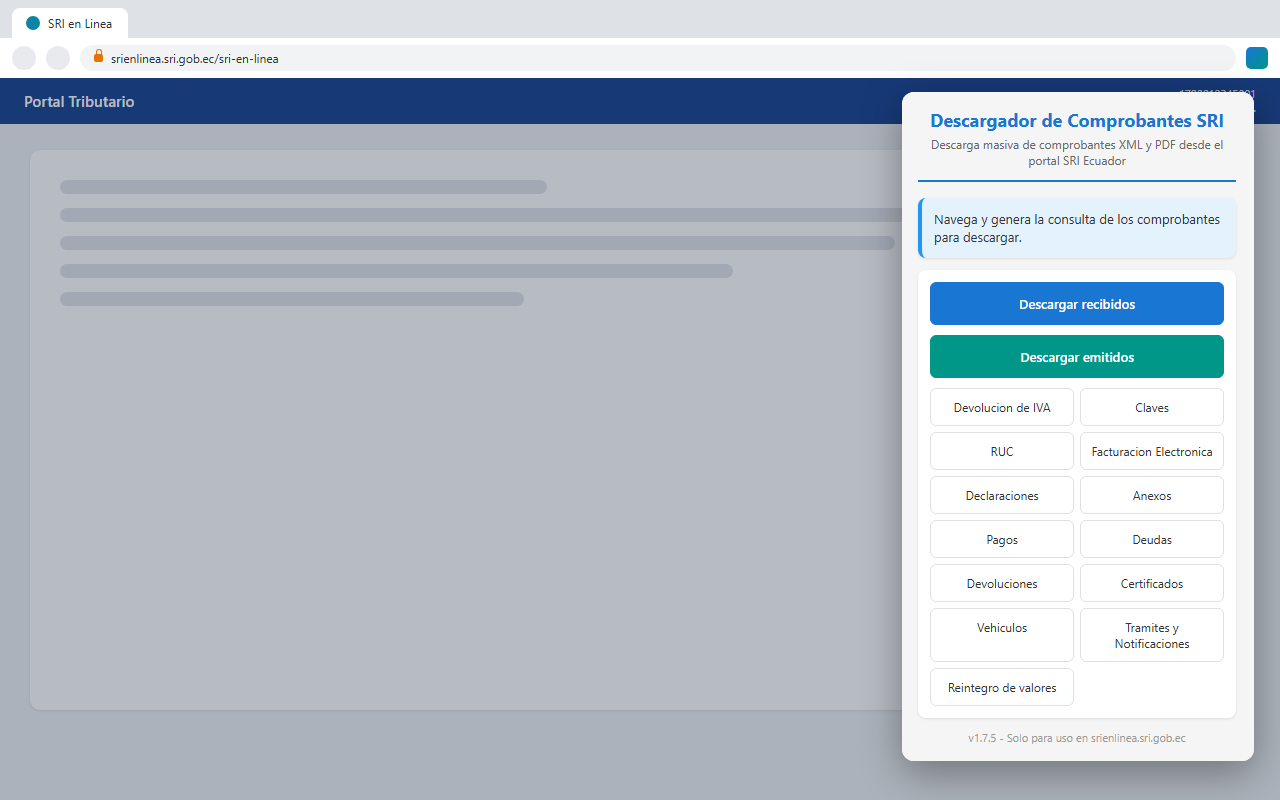 SRI en Linea
srienlinea.sri.gob.ec/sri-en-linea
Portal Tributario
Descargador de Comprobantes SRI
Descarga masiva de comprobantes XML y PDF desde el
portal SRI Ecuador
Navega y genera la consulta de los comprobantes
para descargar.
Descargar recibidos
Descargar emitidos
Devolucion de IVA
Claves
RUC
Facturacion Electronica
Declaraciones
Anexos
Pagos
Deudas
Devoluciones
Certificados
Vehiculos
Tramites y
Notificaciones
Reintegro de valores
v1.7.5 - Solo para uso en srienlinea.sri.gob.ec